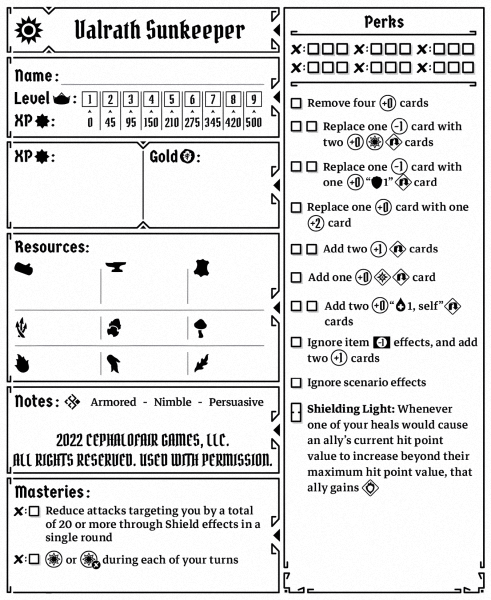 Valrath Sunkeeper
Name:
Level : 1 2 3 4 5 6 7 8 9
XP : 0 45 95 150 210 275 345 420 500
XP : Gold :
Resources:
Notes: Armored - Nimble - Persuasive
2022 CEPHALOFAIR GAMES, LLC.
ALL RIGHTS RESERVED. USED WITH PERMISSION.
Masteries:
Reduce attacks targeting you by a total
of 20 or more through Shield effects in a
single round
or during each of your turns
Perks
Remove four +0 cards
Replace one -1 card with
two +0 cards
Replace one -1 card with
one +0 “ 1” card
Replace one +0 card with one
+2 card
Add two +1 cards
Add one +0 card
Add two +0 “ 1, self”
cards
Ignore item -1 effects, and add
two +1 cards
Ignore scenario effects
Shielding Light: Whenever
one of your heals would cause
an ally’s current hit point
value to increase beyond their
maximum hit point value, that
ally gains